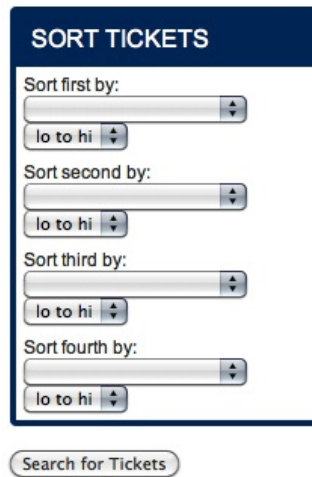 SORT TICKETS
Sort first by:
lo to hi
Sort second by:
lo to hi
Sort third by:
lo to hi
Sort fourth by:
lo to hi
Search for Tickets